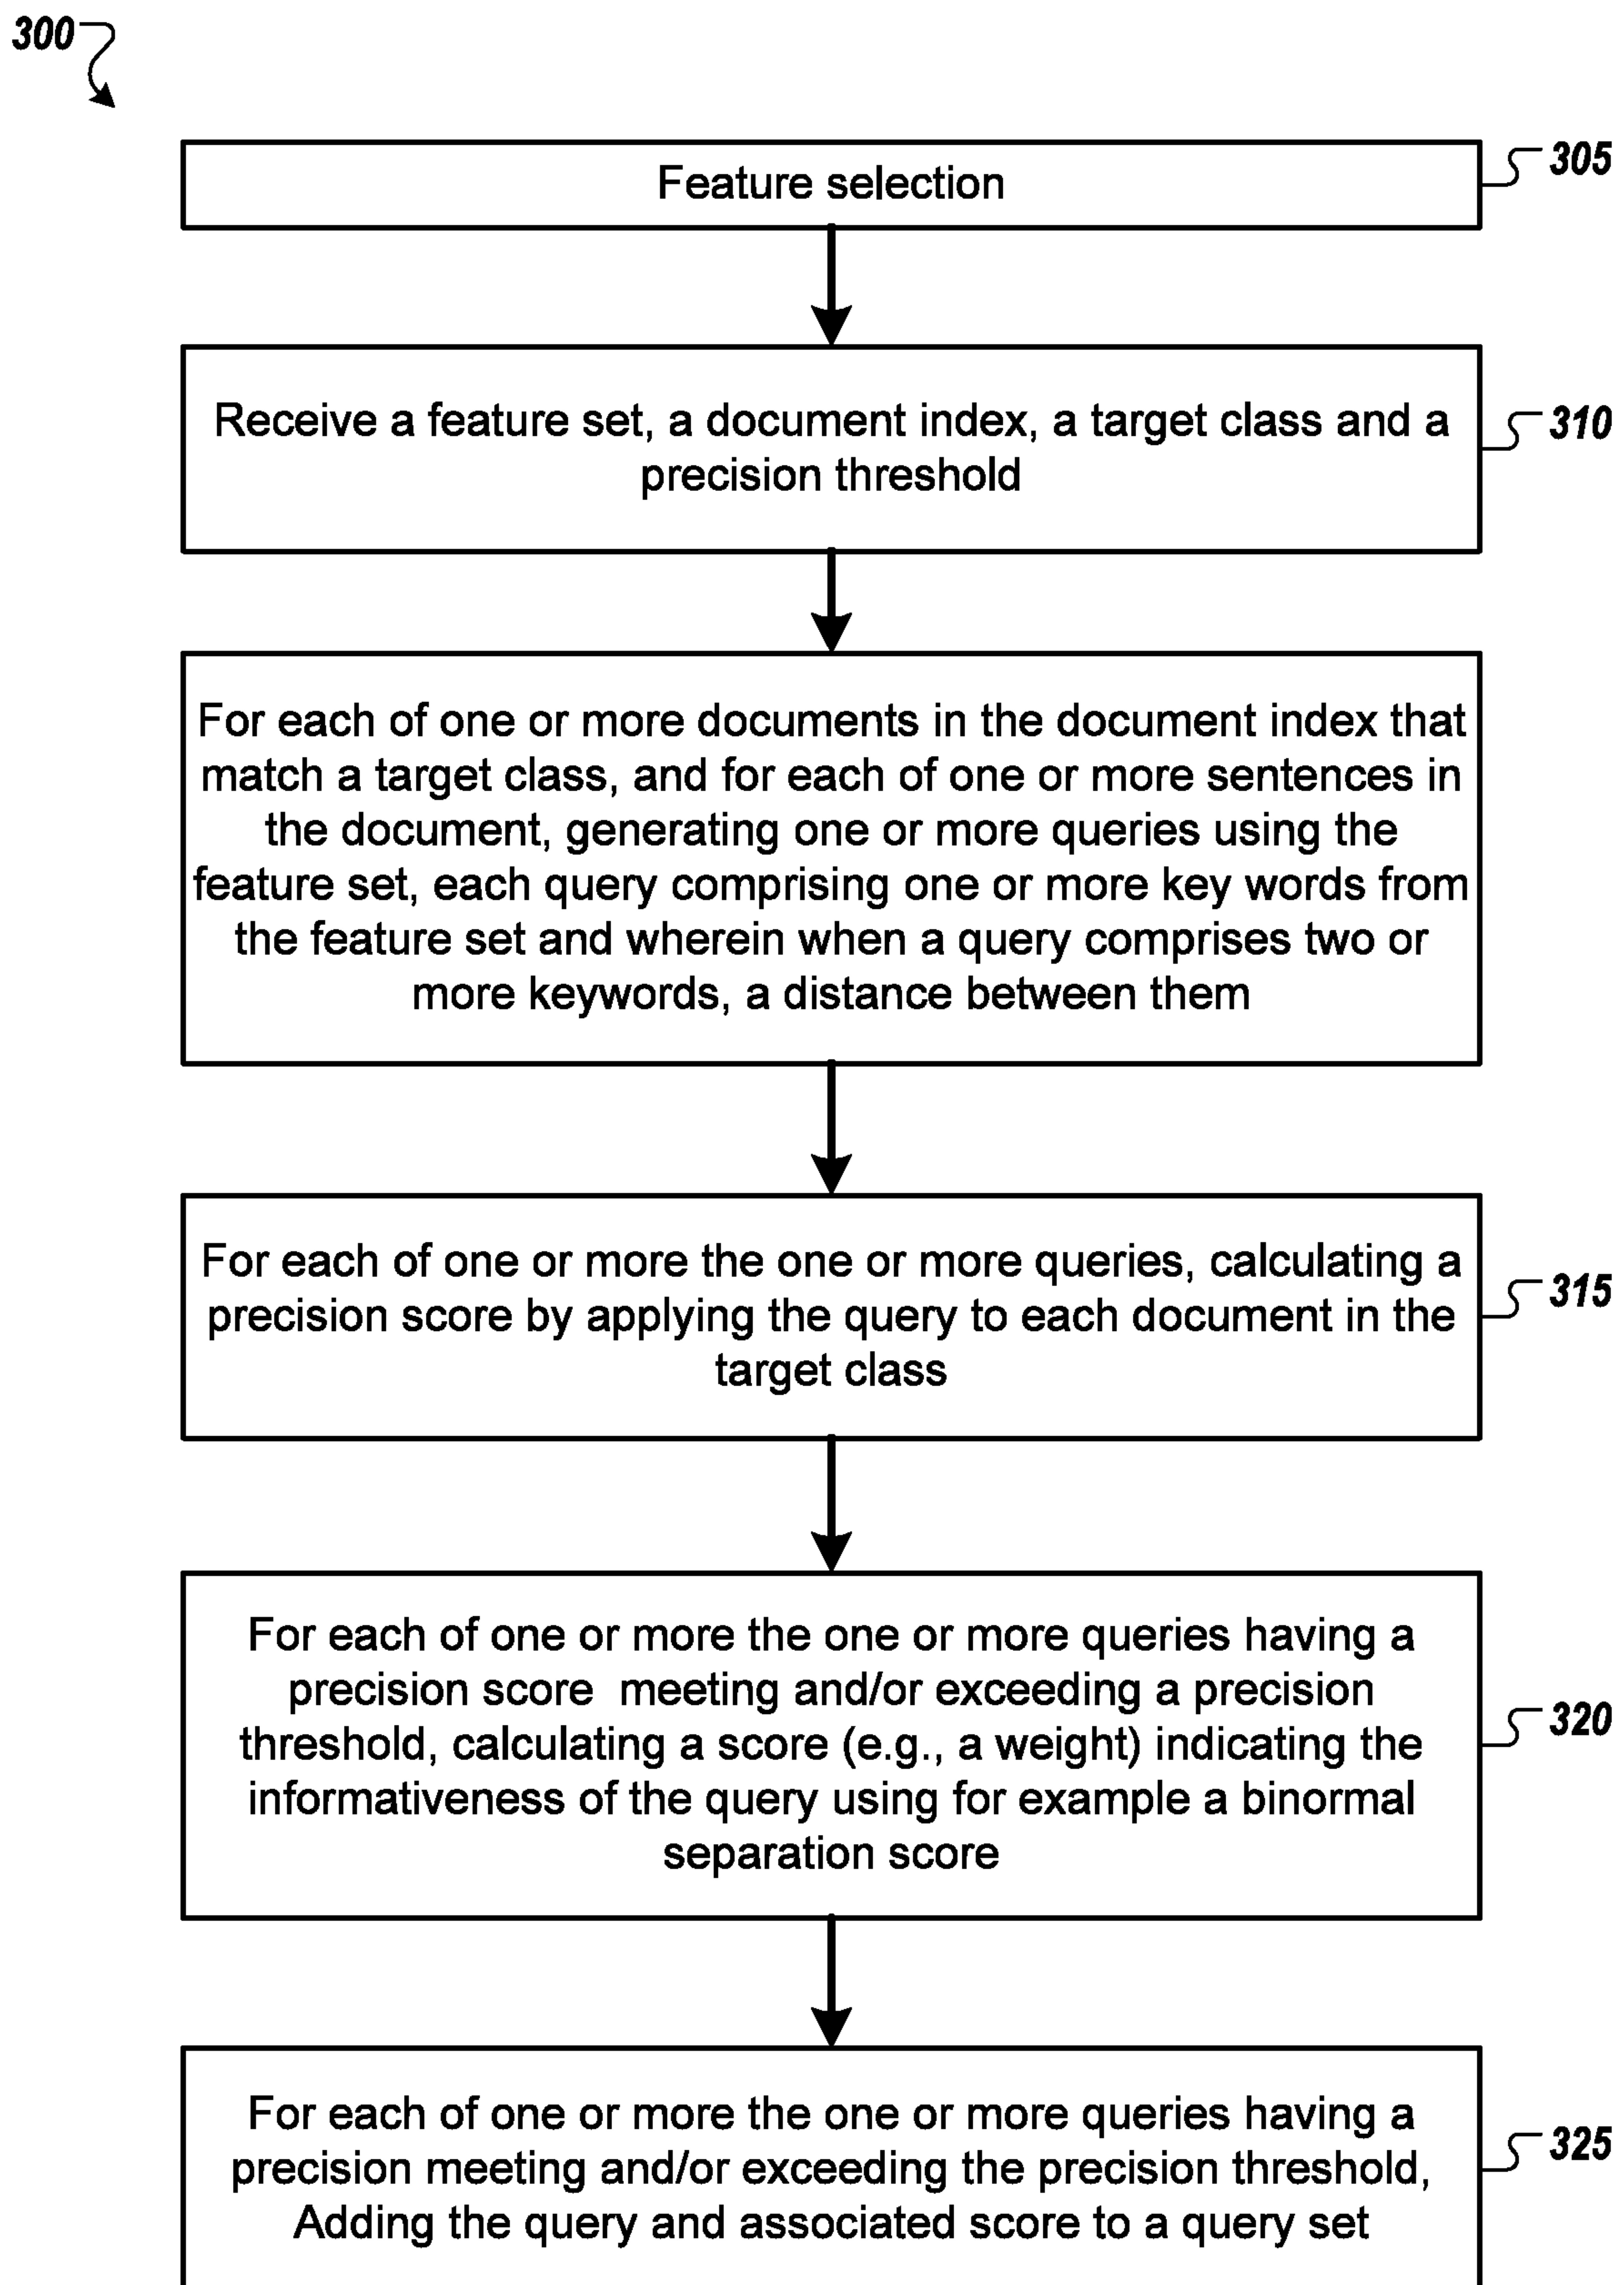 300
Feature selection
305
Receive a feature set, a document index, a target class and a
precision threshold
310
For each of one or more documents in the document index that
match a target class, and for each of one or more sentences in
the document, generating one or more queries using the
feature set, each query comprising one or more key words from
the feature set and wherein when a query comprises two or
more keywords, a distance between them
For each of one or more the one or more queries, calculating a
precision score by applying the query to each document in the
target class
315
For each of one or more the one or more queries having a
precision score  meeting and/or exceeding a precision
threshold, calculating a score (e.g., a weight) indicating the
informativeness of the query using for example a binormal
separation score
320
For each of one or more the one or more queries having a
precision meeting and/or exceeding the precision threshold,
Adding the query and associated score to a query set
325